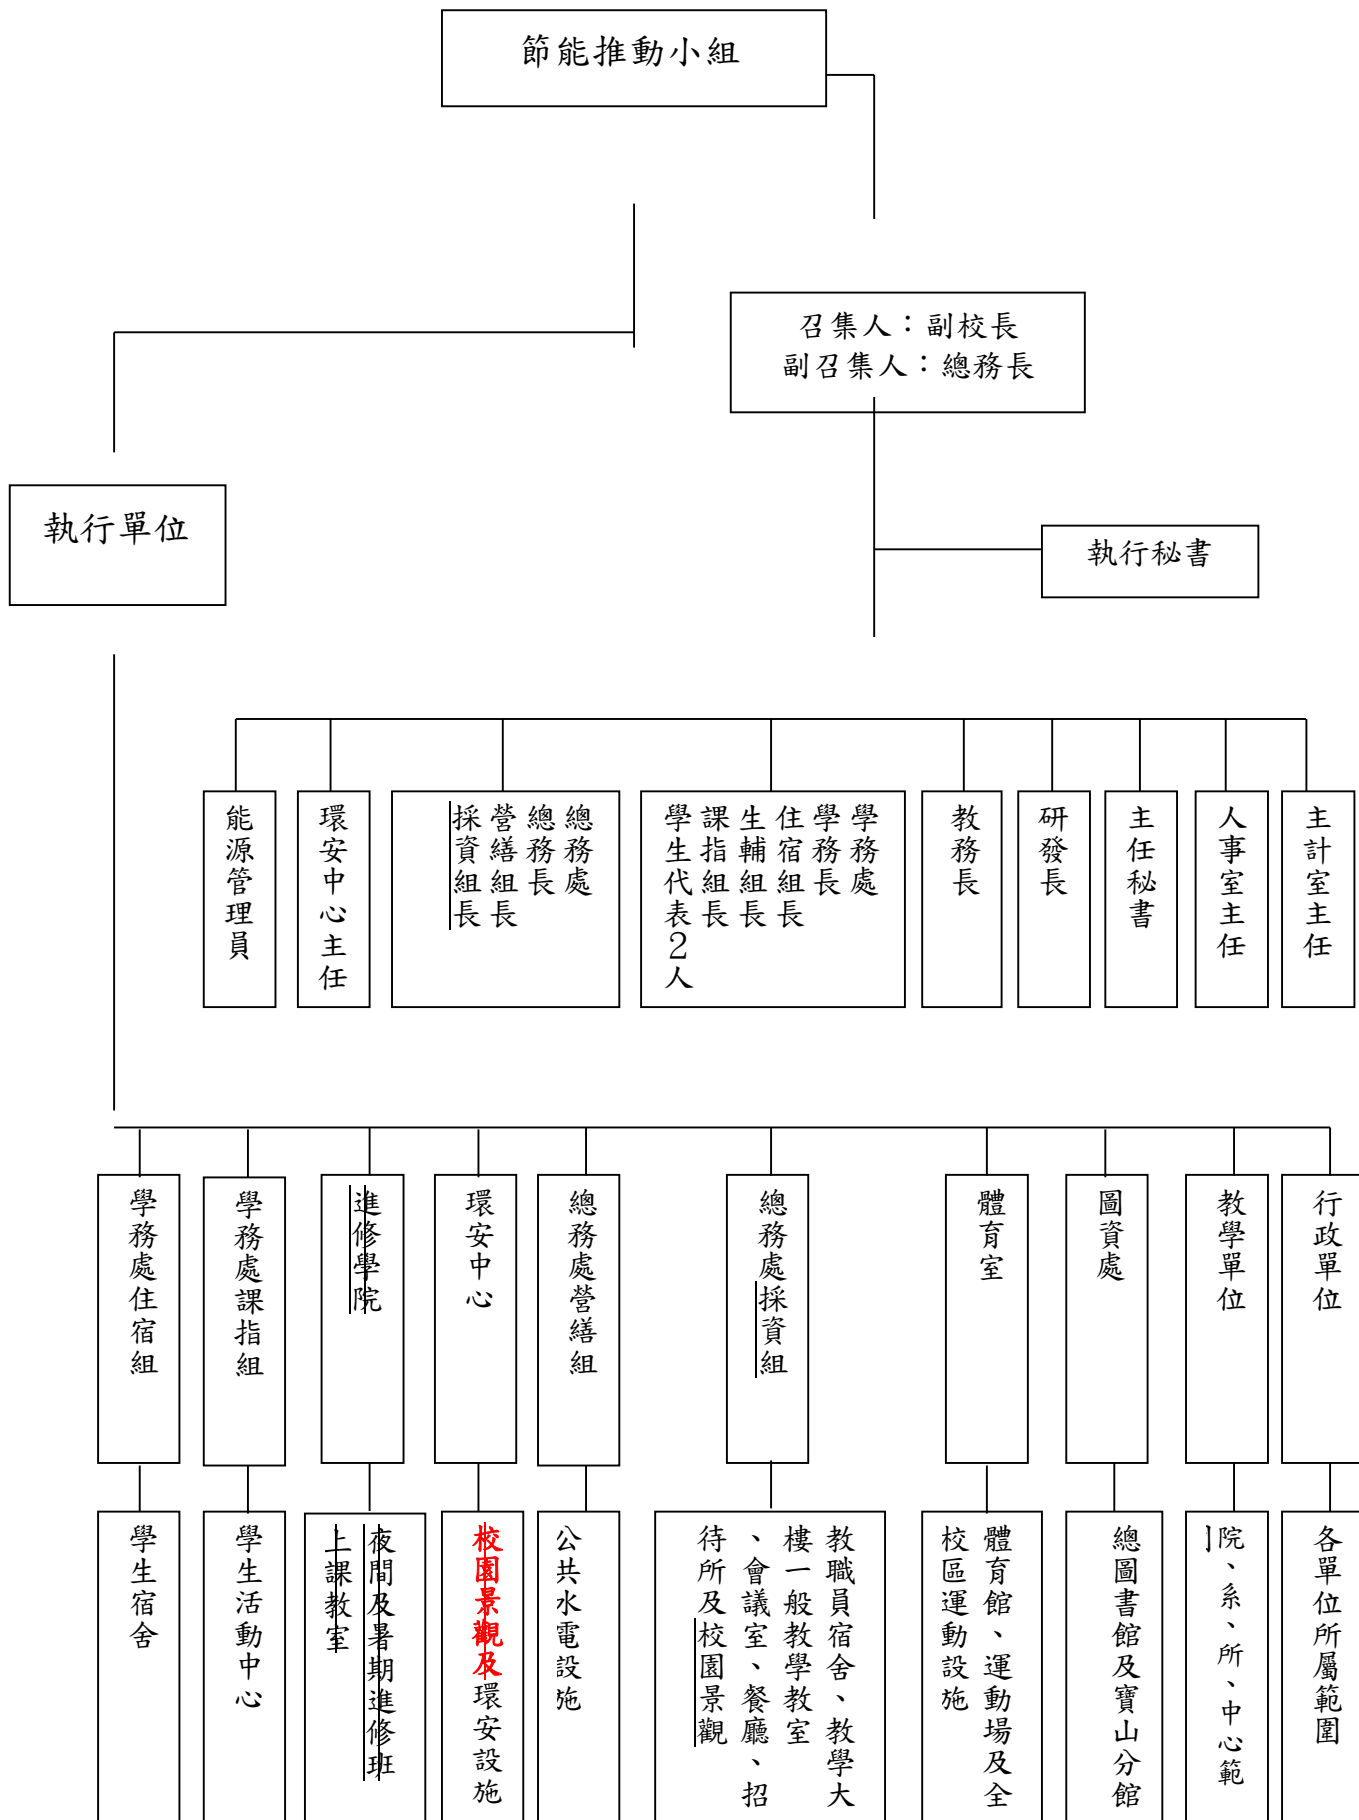 節能推動小組
召集人：副校長
副召集人：總務長
執行單位
執行秘書
能源管理員
環安中心主任
總務處
總務長
營繕組長
採資組長
學務處
學務長
住宿組長
生輔組長
課指組長
學生代表2人
教務長
研發長
主任秘書
人事室主任
主計室主任
學務處住宿組
學務處課指組
進修學院
環安中心
總務處營繕組
總務處採資組
體育室
圖資處
教學單位
行政單位
學生宿舍
學生活動中心
夜間及暑期進修班
上課教室
校園景觀及環安設施
公共水電設施
教職員宿舍、教學大
樓一般教學教室
、會議室、餐廳、招
待所及校園景觀
體育館、運動場及全
校區運動設施
總圖書館及寶山分館
院、系、所、中心範
各單位所屬範圍